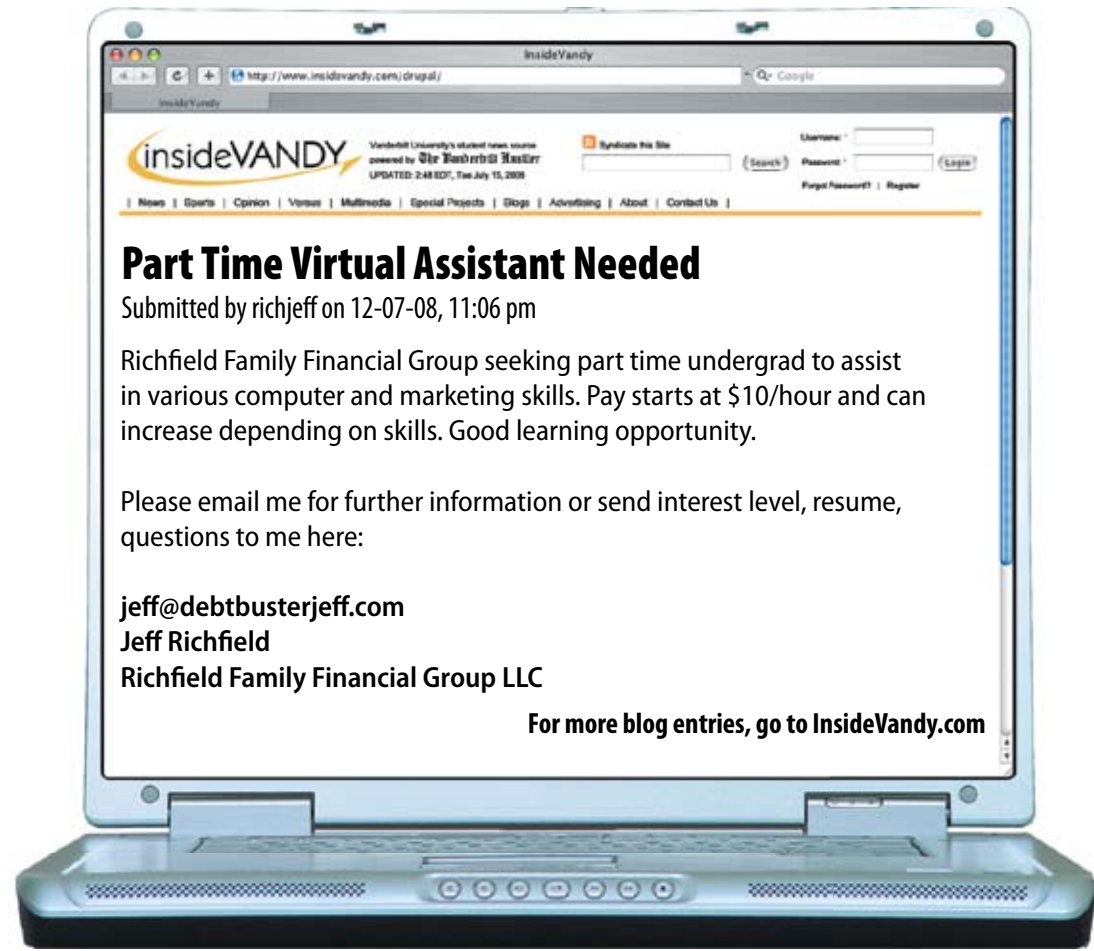 InsideVandy
http://www.insidevandy.com/drupal/
Google
InsideVandy
insideVANDY
Vanderbilt University's student news source
powered by The Vanderbilt Hustler
UPDATED: 2:48 EDT, Tue July 15, 2008
Syndicate this Site
Search
Username: *
Password: *
Login
Forgot Password? | Register
| News | Sports | Opinion | Versus | Multimedia | Special Projects | Blogs | Advertising | About | Contact Us |
Part Time Virtual Assistant Needed
Submitted by richjeff on 12-07-08, 11:06 pm
Richfield Family Financial Group seeking part time undergrad to assist
in various computer and marketing skills. Pay starts at $10/hour and can
increase depending on skills. Good learning opportunity.
Please email me for further information or send interest level, resume,
questions to me here:
jeff@debtbusterjeff.com
Jeff Richfield
Richfield Family Financial Group LLC
For more blog entries, go to InsideVandy.com